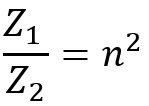 Z₁/Z₂ = n²